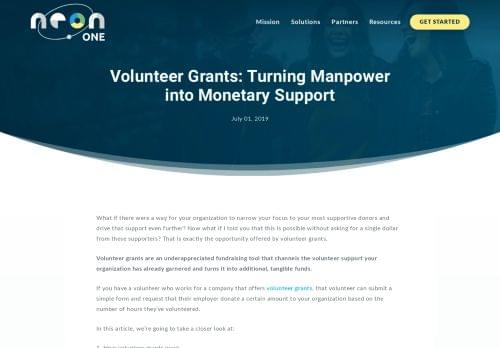 neon ONE
Mission Solutions Partners Resources GET STARTED
Volunteer Grants: Turning Manpower
into Monetary Support
July 01, 2019
What if there were a way for your organization to narrow your focus to your most supportive donors and
drive that support even further? Now what if I told you that this is possible without asking for a single dollar
from these supporters? That is exactly the opportunity offered by volunteer grants.
Volunteer grants are an underappreciated fundraising tool that channels the volunteer support your
organization has already garnered and turns it into additional, tangible funds.
If you have a volunteer who works for a company that offers volunteer grants, that volunteer can submit a
simple form and request that their employer donate a certain amount to your organization based on the
number of hours they've volunteered.
In this article, we're going to take a closer look at: